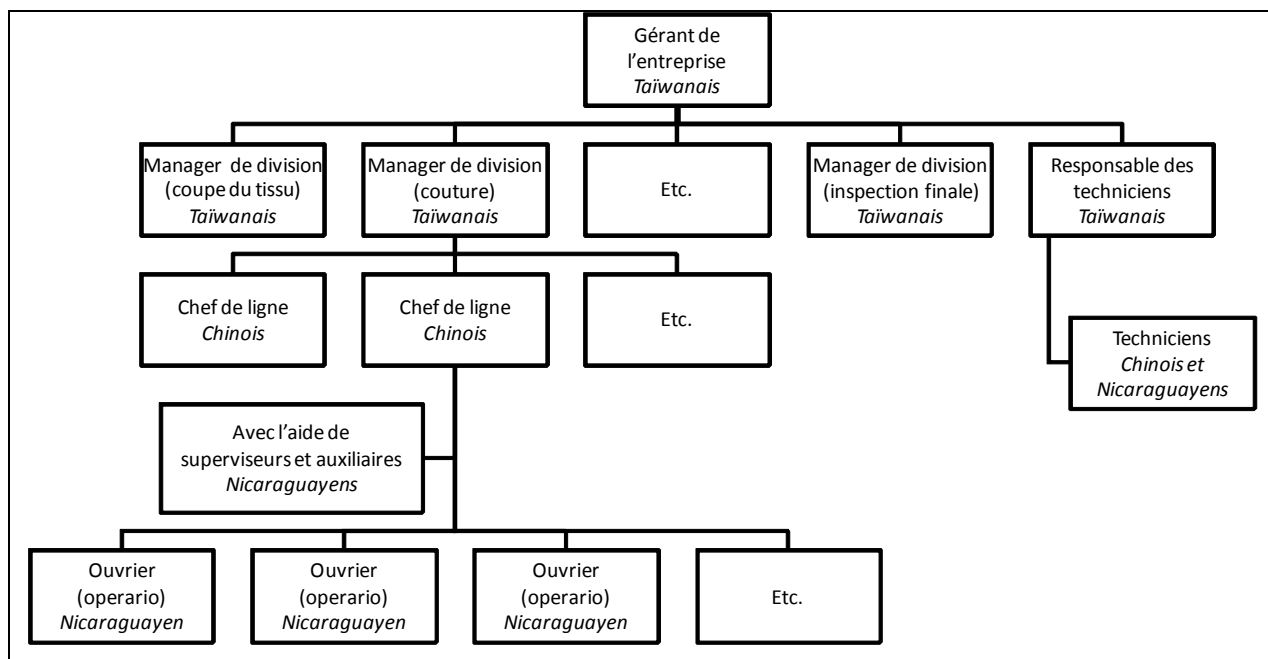 Gérant de
l'entreprise
Taïwanais
Manager de division
(coupe du tissu)
Taïwanais
Manager de division
(couture)
Taïwanais
Etc.
Manager de division
(inspection finale)
Taïwanais
Responsable des
techniciens
Taïwanais
Chef de ligne
Chinois
Chef de ligne
Chinois
Etc.
Techniciens
Chinois et
Nicaraguayens
Avec l'aide de
superviseurs et auxiliaires
Nicaraguayens
Ouvrier
(operario)
Nicaraguayen
Ouvrier
(operario)
Nicaraguayen
Ouvrier
(operario)
Nicaraguayen
Etc.